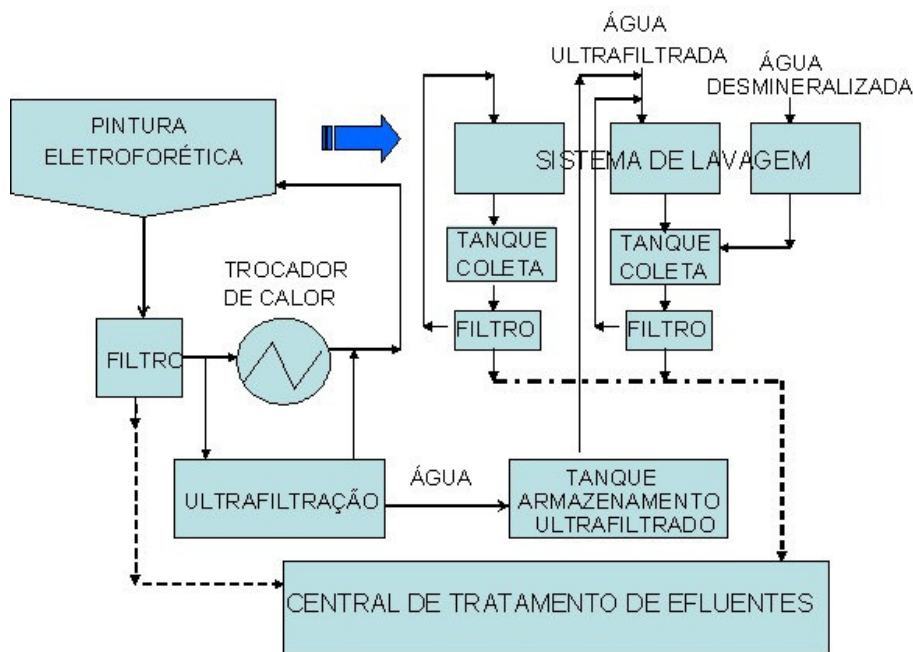 ÁGUA
ULTRAFILTRADA
ÁGUA
DESMINERALIZADA
PINTURA
ELETROFORÉTICA
SISTEMA DE LAVAGEM
TANQUE
COLETA
TANQUE
COLETA
TROCADOR
DE CALOR
FILTRO
FILTRO
FILTRO
ULTRAFILTRAÇÃO
ÁGUA
TANQUE
ARMAZENAMENTO
ULTRAFILTRADO
CENTRAL DE TRATAMENTO DE EFLUENTES